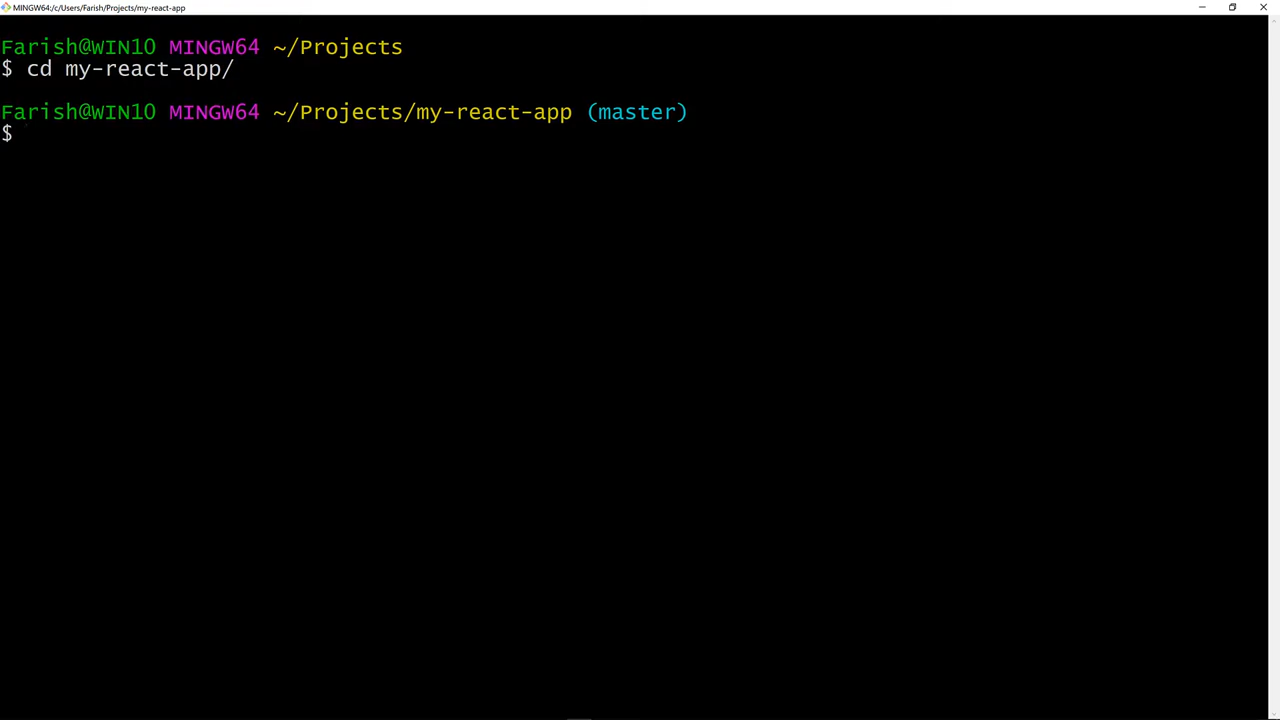 MINGW64:/c/Users/Farish/Projects/my-react-app
Farish@WIN10 MINGW64 ~/Projects
$ cd my-react-app/
Farish@WIN10 MINGW64 ~/Projects/my-react-app (master)
$